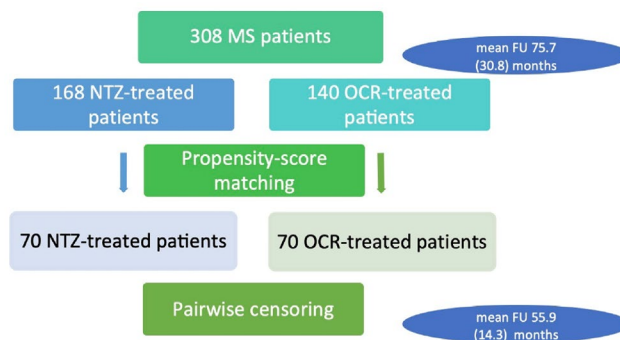 308 MS patients
mean FU 75.7
(30.8) months
168 NTZ-treated
patients
140 OCR-treated
patients
Propensity-score
matching
70 NTZ-treated patients
70 OCR-treated patients
Pairwise censoring
mean FU 55.9
(14.3) months